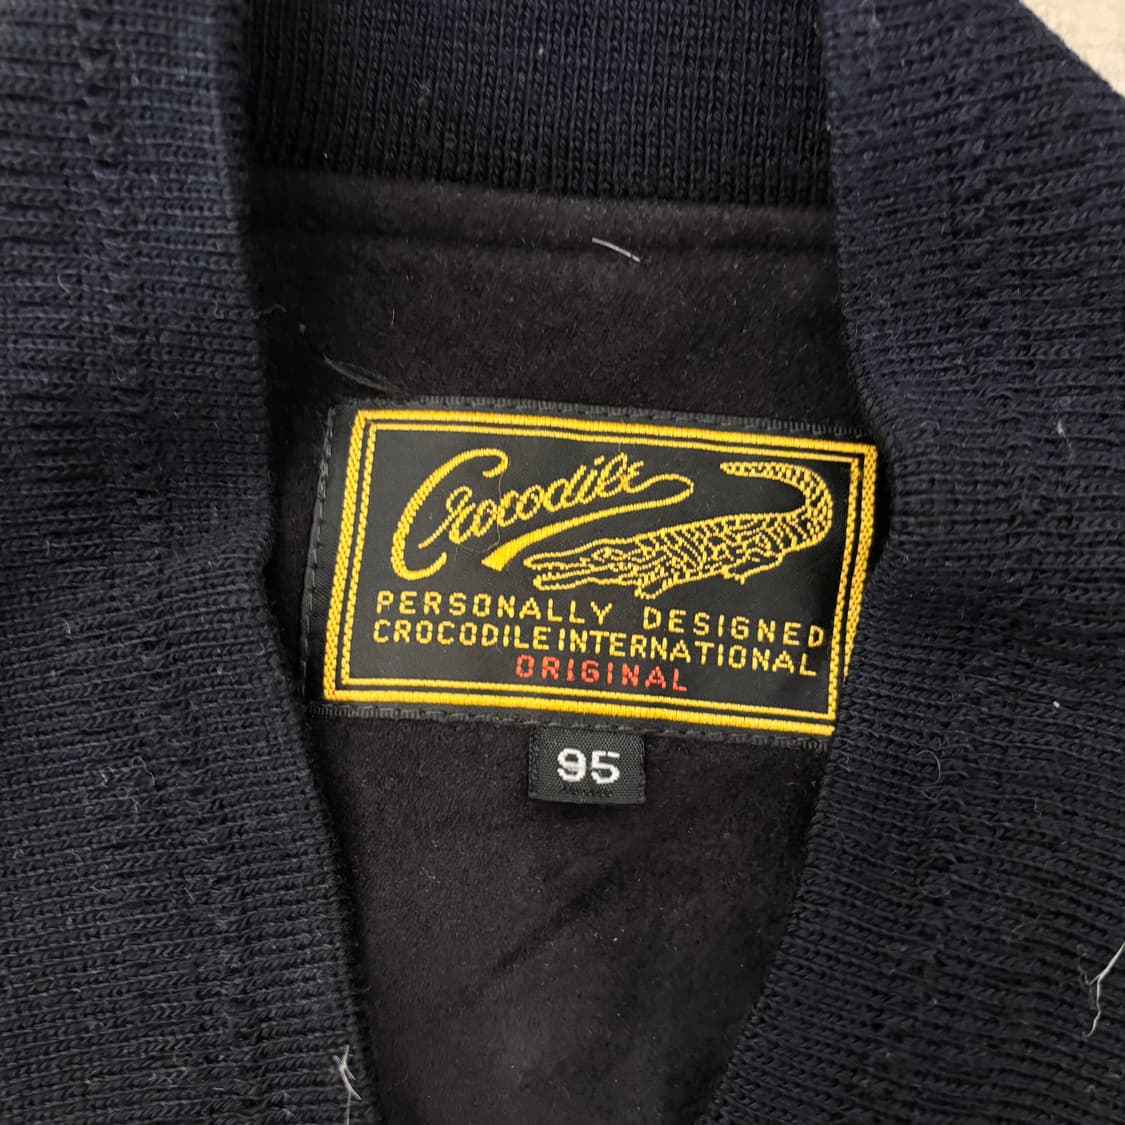 Crocodile
PERSONALLY DESIGNED
CROCODILE INTERNATIONAL
ORIGINAL
95